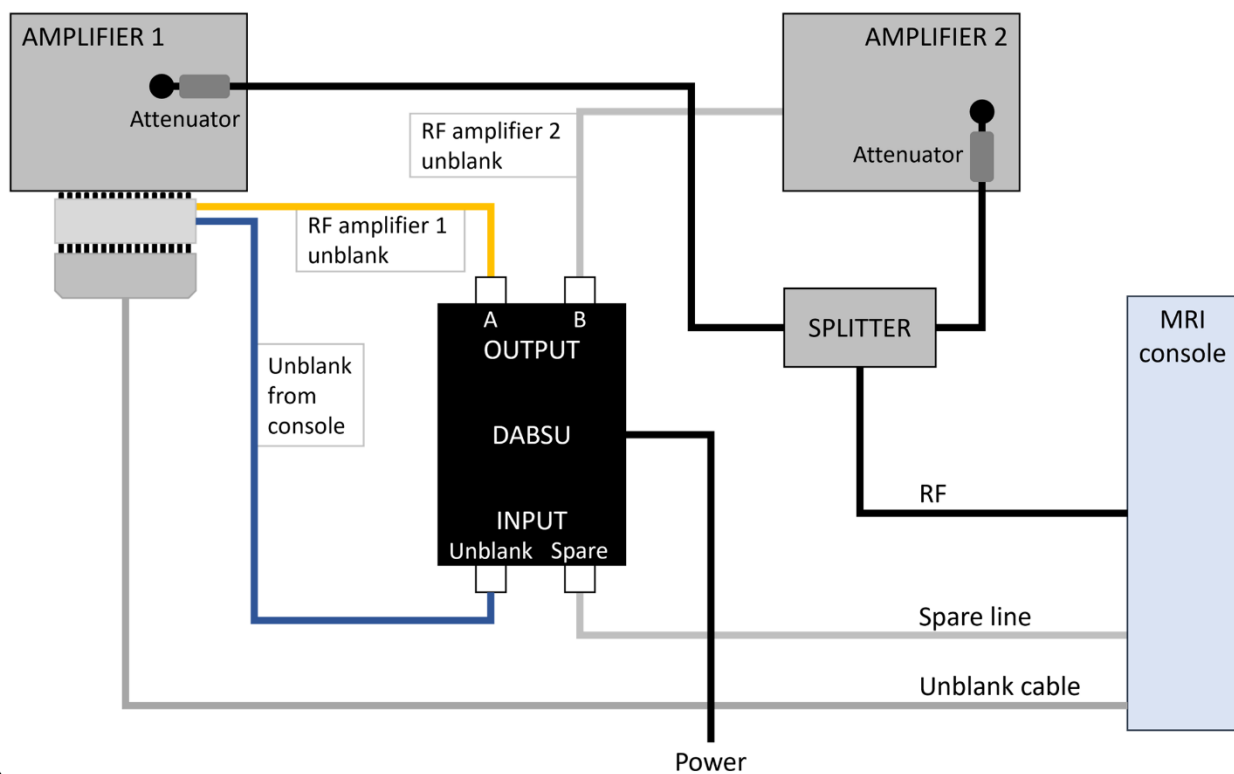 AMPLIFIER 1
Attenuator
AMPLIFIER 2
Attenuator
RF amplifier 2
unblank
RF amplifier 1
unblank
A B
OUTPUT
DABSU
INPUT
Unblank Spare
Unblank
from
console
SPLITTER
MRI
console
RF
Spare line
Unblank cable
Power